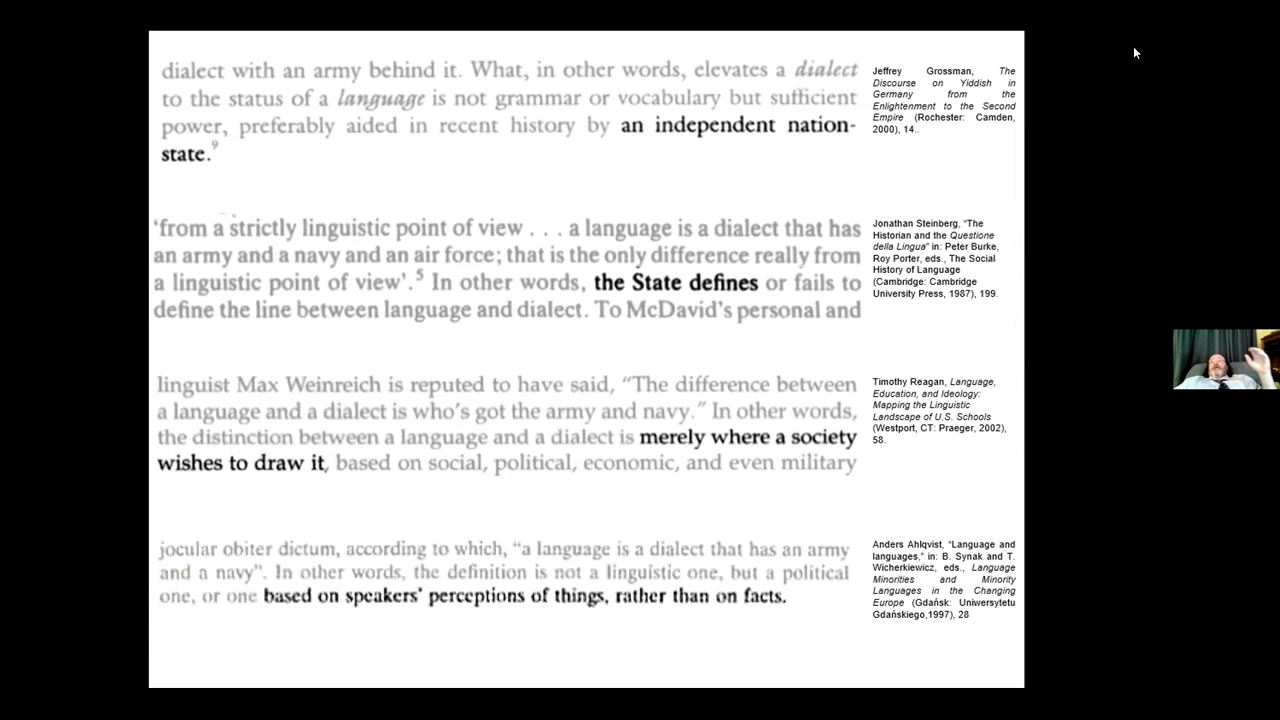 dialect with an army behind it. What, in other words, elevates a dialect
to the status of a language is not grammar or vocabulary but sufficient
power, preferably aided in recent history by an independent nation-
state.9
Jeffrey Grossman, The
Discourse on Yiddish in
Germany from the
Enlightenment to the Second
Empire (Rochester: Camden,
2000), 14..
'from a strictly linguistic point of view . . . a language is a dialect that has
an army and a navy and an air force; that is the only difference really from
a linguistic point of view'.5 In other words, the State defines or fails to
define the line between language and dialect. To McDavid's personal and
Jonathan Steinberg, "The
Historian and the Questione
della Lingua" in: Peter Burke,
Roy Porter, eds., The Social
History of Language
(Cambridge: Cambridge
University Press, 1987), 199.
linguist Max Weinreich is reputed to have said, "The difference between
a language and a dialect is who's got the army and navy." In other words,
the distinction between a language and a dialect is merely where a society
wishes to draw it, based on social, political, economic, and even military
Timothy Reagan, Language,
Education, and Ideology:
Mapping the Linguistic
Landscape of U.S. Schools
(Westport, CT: Praeger, 2002),
58.
jocular obiter dictum, according to which, "a language is a dialect that has an army
and a navy". In other words, the definition is not a linguistic one, but a political
one, or one based on speakers' perceptions of things, rather than on facts.
Anders Ahlqvist, "Language and
languages," in: B. Synak and T.
Wicherkiewicz, eds., Language
Minorities and Minority
Languages in the Changing
Europe (Gdańsk: Uniwersytetu
Gdańskiego,1997), 28